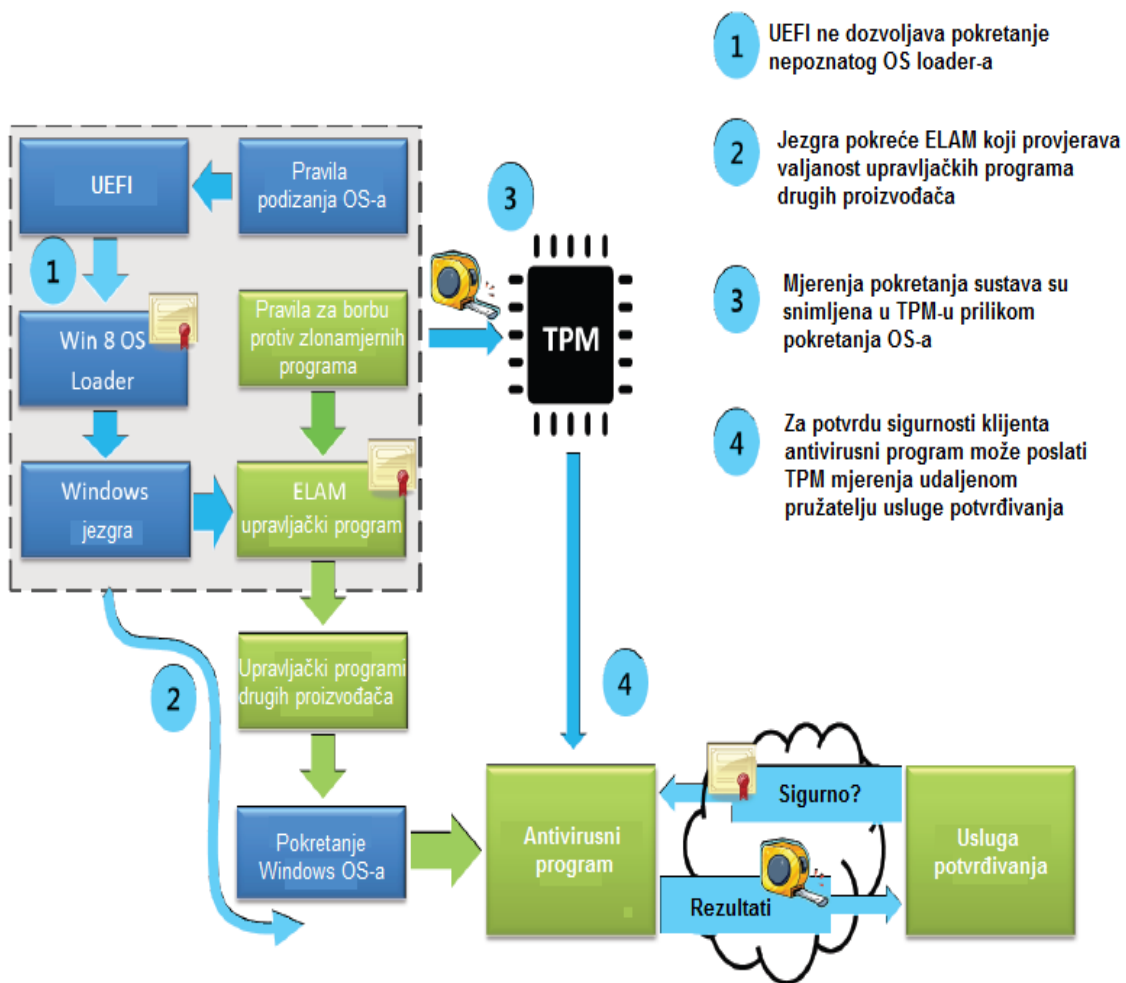 1
UEFI ne dozvoljava pokretanje
nepoznatog OS loader-a
2
Jezgra pokreće ELAM koji provjerava
valjanost upravljačkih programa
drugih proizvođača
3
Mjerenja pokretanja sustava su
snimljena u TPM-u prilikom
pokretanja OS-a
4
Za potvrdu sigurnosti klijenta
antivirusni program može poslati
TPM mjerenja udaljenom
pružatelju usluge potvrđivanja
UEFI
Pravila
podizanja OS-a
3
1
Win 8 OS
Loader
Pravila za borbu
protiv zlonamjernih
programa
TPM
Windows
jezgra
ELAM
upravljački program
2
Upravljački programi
drugih proizvođača
4
Pokretanje
Windows OS-a
Antivirusni
program
Sigurno?
Rezultati
Usluga
potvrđivanja